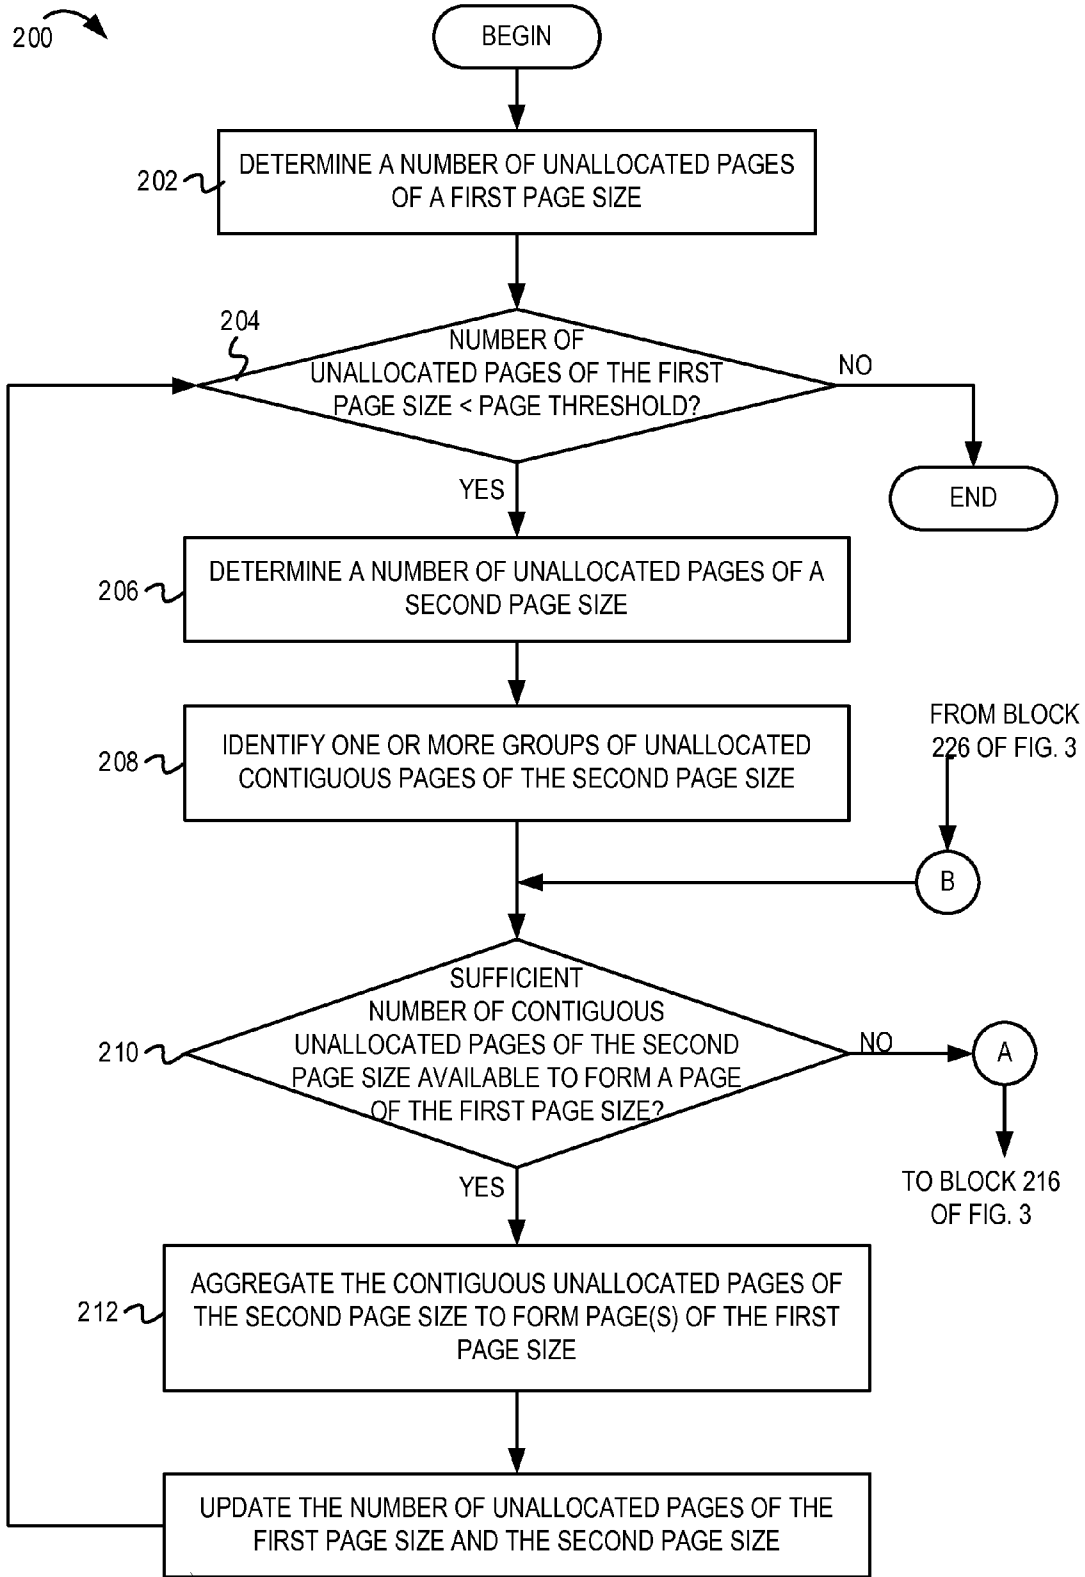 200
BEGIN
202
DETERMINE A NUMBER OF UNALLOCATED PAGES
OF A FIRST PAGE SIZE
204
NUMBER OF
UNALLOCATED PAGES OF THE FIRST
PAGE SIZE < PAGE THRESHOLD?
NO
END
YES
206
DETERMINE A NUMBER OF UNALLOCATED PAGES OF A
SECOND PAGE SIZE
208
IDENTIFY ONE OR MORE GROUPS OF UNALLOCATED
CONTIGUOUS PAGES OF THE SECOND PAGE SIZE
FROM BLOCK
226 OF FIG. 3
B
210
SUFFICIENT
NUMBER OF CONTIGUOUS
UNALLOCATED PAGES OF THE SECOND
PAGE SIZE AVAILABLE TO FORM A PAGE
OF THE FIRST PAGE SIZE?
NO
A
TO BLOCK 216
OF FIG. 3
YES
212
AGGREGATE THE CONTIGUOUS UNALLOCATED PAGES OF
THE SECOND PAGE SIZE TO FORM PAGE(S) OF THE FIRST
PAGE SIZE
UPDATE THE NUMBER OF UNALLOCATED PAGES OF THE
FIRST PAGE SIZE AND THE SECOND PAGE SIZE